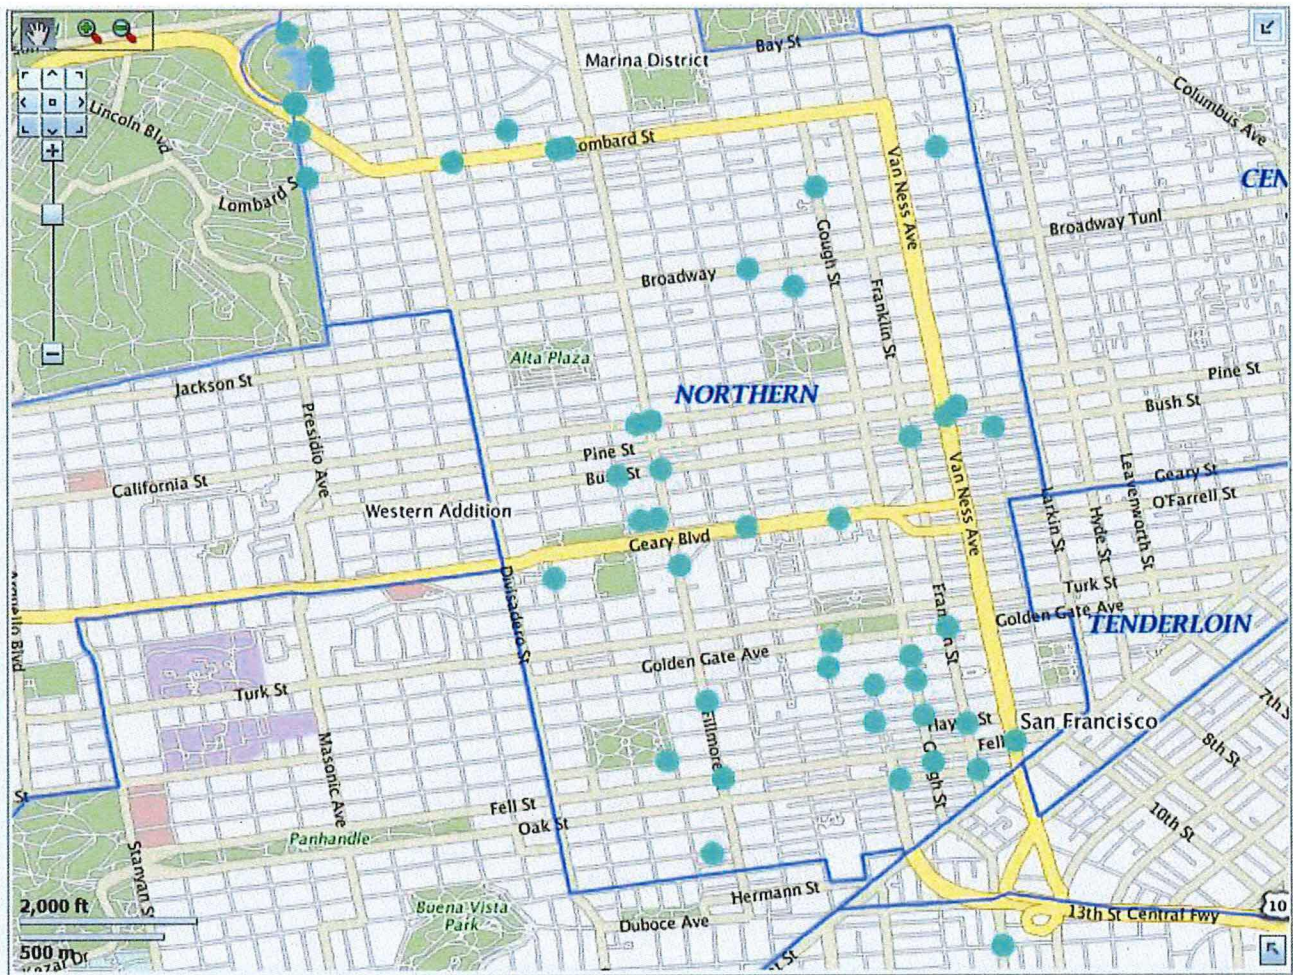 Bay St
Marina District
Columbus Ave
Lincoln Blvd
Lombard St
Lombard S
Van Ness Ave
CEN
Broadway Tunl
Gough St
Broadway
Franklin St
Alta Plaza
Jackson St
NORTHERN
Pine St
Bush St
Presidio Ave
Pine St
California St
Western Addition
Van Ness Ave
Leavenworth St
Geary St
O'Farrell St
Larkin St
Hyde St
Geary Blvd
Divisadero St
Turk St
Golden Gate Ave
TENDERLOIN
Golden Gate Ave
Turk St
Fillmore
St
San Francisco
Fell
7th S
8th St
Masonic Ave
St
Fell St
Oak St
10th St
Panhandle
Stanyan S
Hermann St
2,000 ft
Buena Vista
Park
Duboce Ave
13th St Central Fwy
10
500 m